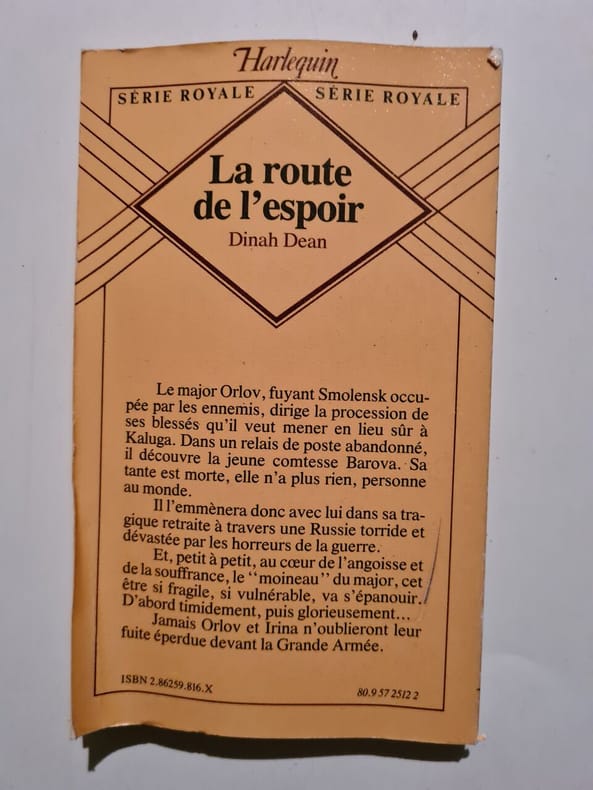 Harlequin
SÉRIE ROYALE SÉRIE ROYALE
La route
de l'espoir
Dinah Dean
Le major Orlov, fuyant Smolensk occu-
pée par les ennemis, dirige la procession de
ses blessés qu'il veut mener en lieu sûr à
Kaluga. Dans un relais de poste abandonné,
il découvre la jeune comtesse Barova. Sa
tante est morte, elle n'a plus rien, personne
au monde.
Il l'emmènera donc avec lui dans sa tra-
gique retraite à travers une Russie torride et
dévastée par les horreurs de la guerre.
Et, petit à petit, au cœur de l'angoisse et
de la souffrance, le "moineau" du major, cet
être si fragile, si vulnérable, va s'épanouir.
D'abord timidement, puis glorieusement...
Jamais Orlov et Irina n'oublieront leur
fuite éperdue devant la Grande Armée.
ISBN 2.86259.816.X
80.9 57 2512 2